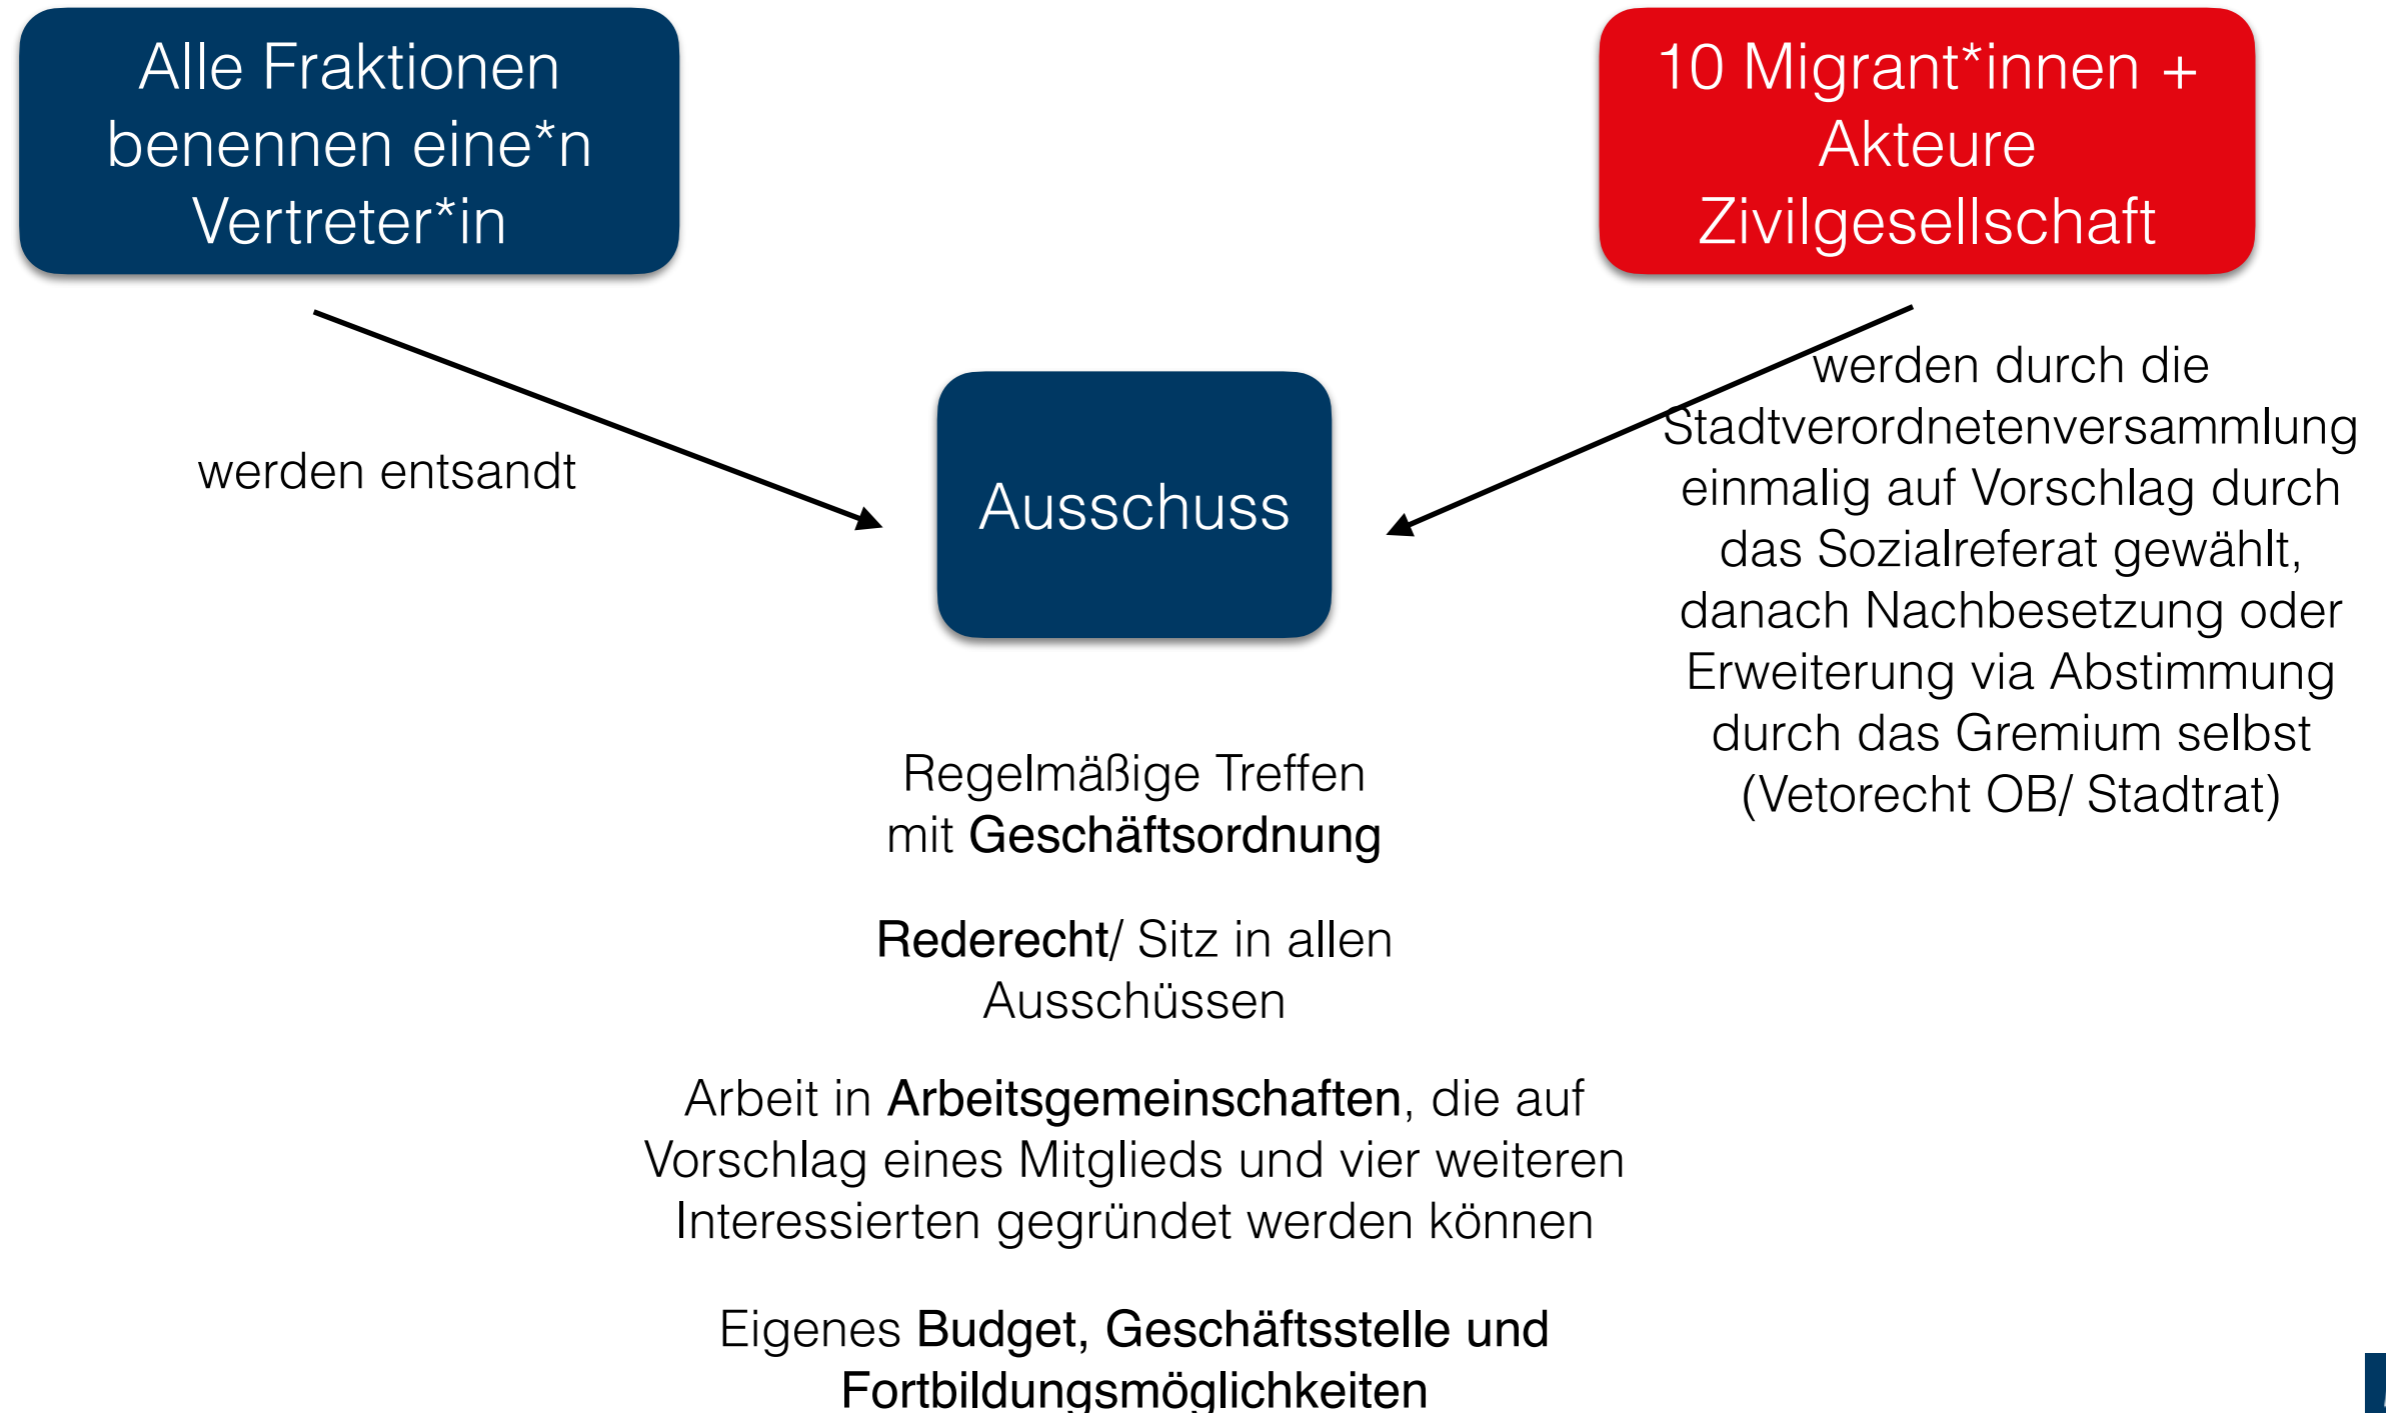 Alle Fraktionen
benennen eine*n
Vertreter*in
10 Migrant*innen +
Akteure
Zivilgesellschaft
werden entsandt
Ausschuss
werden durch die
Stadtverordnetenversammlung
einmalig auf Vorschlag durch
das Sozialreferat gewählt,
danach Nachbesetzung oder
Erweiterung via Abstimmung
durch das Gremium selbst
(Vetorecht OB/ Stadtrat)
Regelmäßige Treffen
mit Geschäftsordnung
Rederecht/ Sitz in allen
Ausschüssen
Arbeit in Arbeitsgemeinschaften, die auf
Vorschlag eines Mitglieds und vier weiteren
Interessierten gegründet werden können
Eigenes Budget, Geschäftsstelle und
Fortbildungsmöglichkeiten